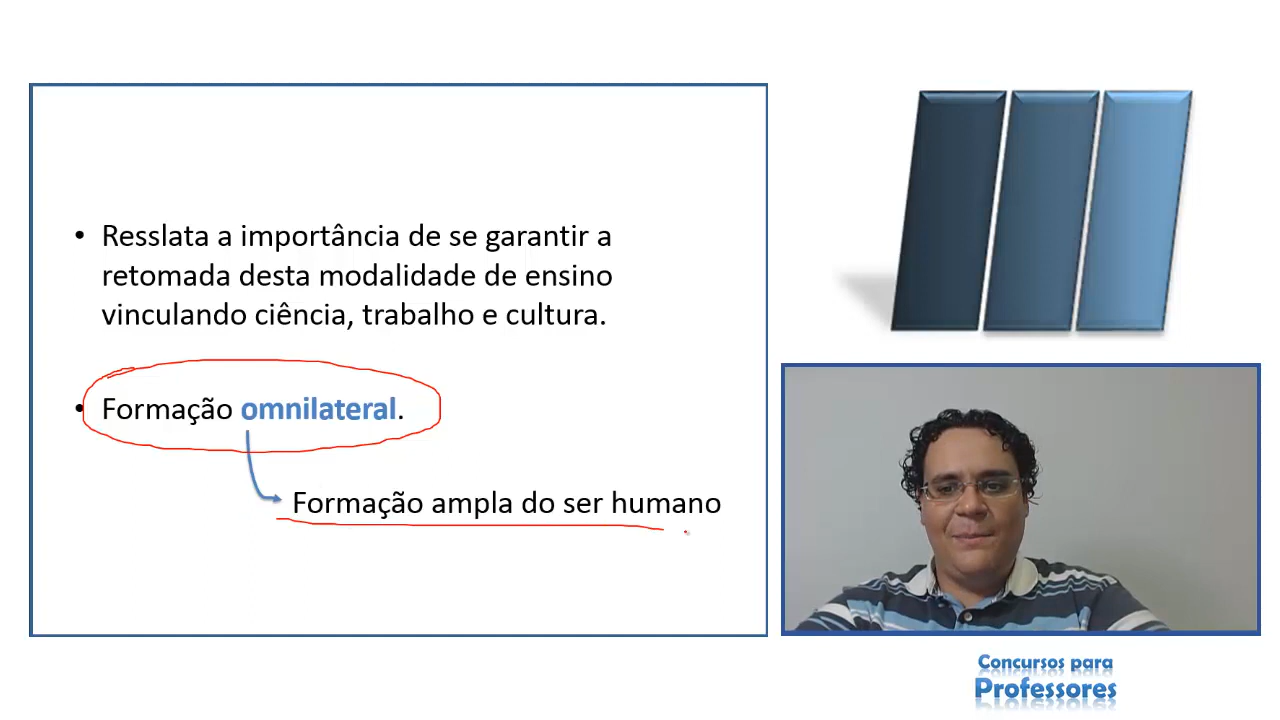 • Resslata a importância de se garantir a
retomada desta modalidade de ensino
vinculando ciência, trabalho e cultura.
• Formação omnilateral.
Formação ampla do ser humano
Concursos para
Professores